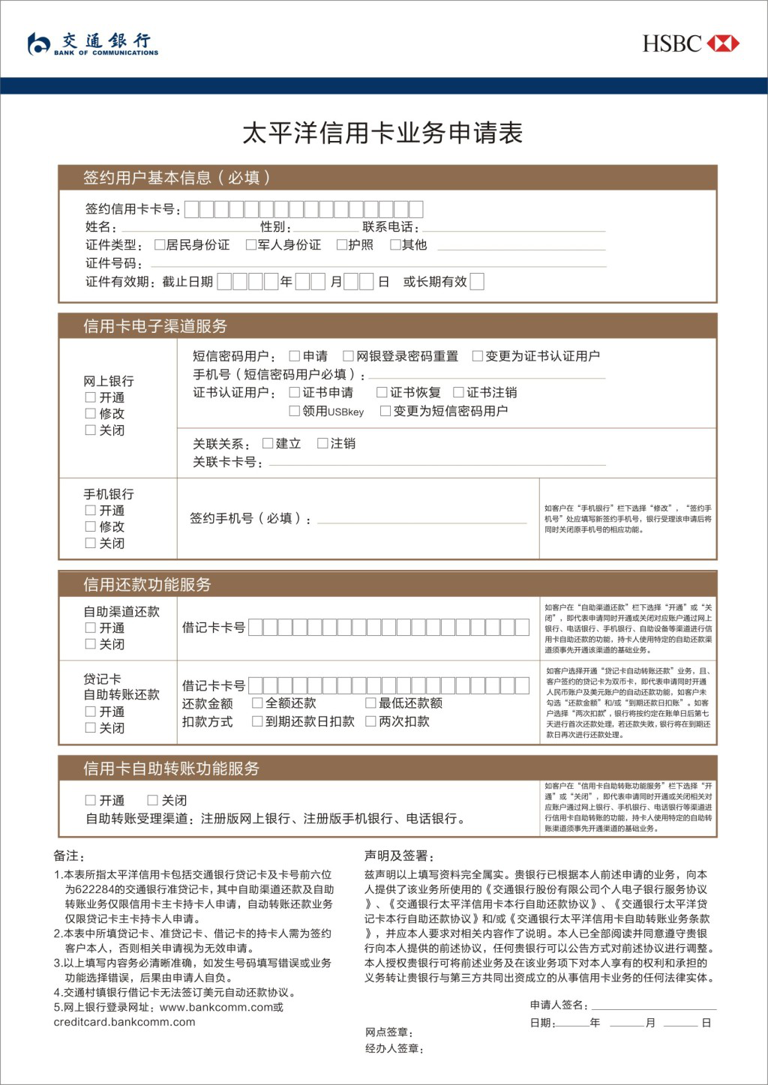 交通銀行
BANK OF COMMUNICATIONS
HSBC
太平洋信用卡业务申请表
签约用户基本信息（必填）
签约信用卡卡号：
姓名： 性别： 联系电话：
证件类型： □居民身份证 □军人身份证 □护照 □其他
证件号码：
证件有效期：截止日期 年 月 日 或长期有效
信用卡电子渠道服务
网上银行
□ 开通
□ 修改
□ 关闭
短信密码用户： □ 申请 □ 网银登录密码重置 □ 变更为证书认证用户
手机号（短信密码用户必填）：
证书认证用户： □ 证书申请 □ 证书恢复 □ 证书注销
□ 领用USBkey □ 变更为短信密码用户
关联关系： □ 建立 □ 注销
关联卡卡号：
手机银行
□ 开通
□ 修改
□ 关闭
签约手机号（必填）：
如客户在“手机银行”栏下选择“修改”，“签约手
机号”处应填写新签约手机号，银行受理该申请后将
同时关闭原手机号的相应功能。
信用还款功能服务
自助渠道还款
□ 开通
□ 关闭
借记卡卡号
如客户在“自助渠道还款”栏下选择“开通”或“关
闭”，即代表申请同时开通或关闭对应账户通过网上
银行、电话银行、手机银行、自助设备等渠道进行信
用卡自助还款的功能，持卡人使用特定的自助还款渠
道须事先开通该渠道的基础业务。
贷记卡
自助转账还款
□ 开通
□ 关闭
借记卡卡号
还款金额 □ 全额还款 □ 最低还款额
扣款方式 □ 到期还款日扣款 □ 两次扣款
如客户选择开通“贷记卡自动转账还款”业务，且、
客户签约的贷记卡为双币卡，即代表申请同时开通
人民币账户及美元账户的自动还款功能，如客户未
勾选“还款金额”和/或“到期还款日扣账”。如客
户选择“两次扣款”，银行将按约定在账单日后第七
天进行首次还款处理，若还款失败，银行将在到期还
款日再次进行还款处理。
信用卡自助转账功能服务
□ 开通 □ 关闭
自助转账受理渠道：注册版网上银行、注册版手机银行、电话银行。
如客户在“信用卡自助转账功能服务”栏下选择“开
通”或“关闭”，即代表申请同时开通或关闭相关对
应账户通过网上银行、手机银行、电话银行等渠道进
行信用卡自助转账的功能，持卡人使用特定的自助转
账渠道须事先开通渠道的基础业务。
备注：
1.本表所指太平洋信用卡包括交通银行贷记卡及卡号前六位
为622284的交通银行准贷记卡，其中自助渠道还款及自助
转账业务仅限信用卡主卡持卡人申请，自动转账还款业务
仅限贷记卡主卡持卡人申请。
2.本表中所填贷记卡、准贷记卡、借记卡的持卡人需为签约
客户本人，否则相关申请视为无效申请。
3.以上填写内容务必清晰准确，如发生号码填写错误或业务
功能选择错误，后果由申请人自负。
4.交通村镇银行借记卡无法签订美元自动还款协议。
5.网上银行登录网址：www.bankcomm.com或
creditcard.bankcomm.com
声明及签署：
兹声明以上填写资料完全属实。贵银行已根据本人前述申请的业务，向本
人提供了该业务所使用的《交通银行股份有限公司个人电子银行服务协议
》、《交通银行太平洋信用卡本行自助还款协议》、《交通银行太平洋贷
记卡本行自助还款协议》和/或《交通银行太平洋信用卡自助转账业务条款
》，并应本人要求对相关内容作了说明。本人已全部阅读并同意遵守贵银
行向本人提供的前述协议，任何贵银行可以公告方式对前述协议进行调整。
本人授权贵银行可将前述业务及在该业务项下对本人享有的权利和承担的
义务转让贵银行与第三方共同出资成立的从事信用卡业务的任何法律实体。
申请人签名：
日期： 年 月 日
网点签章：
经办人签章：